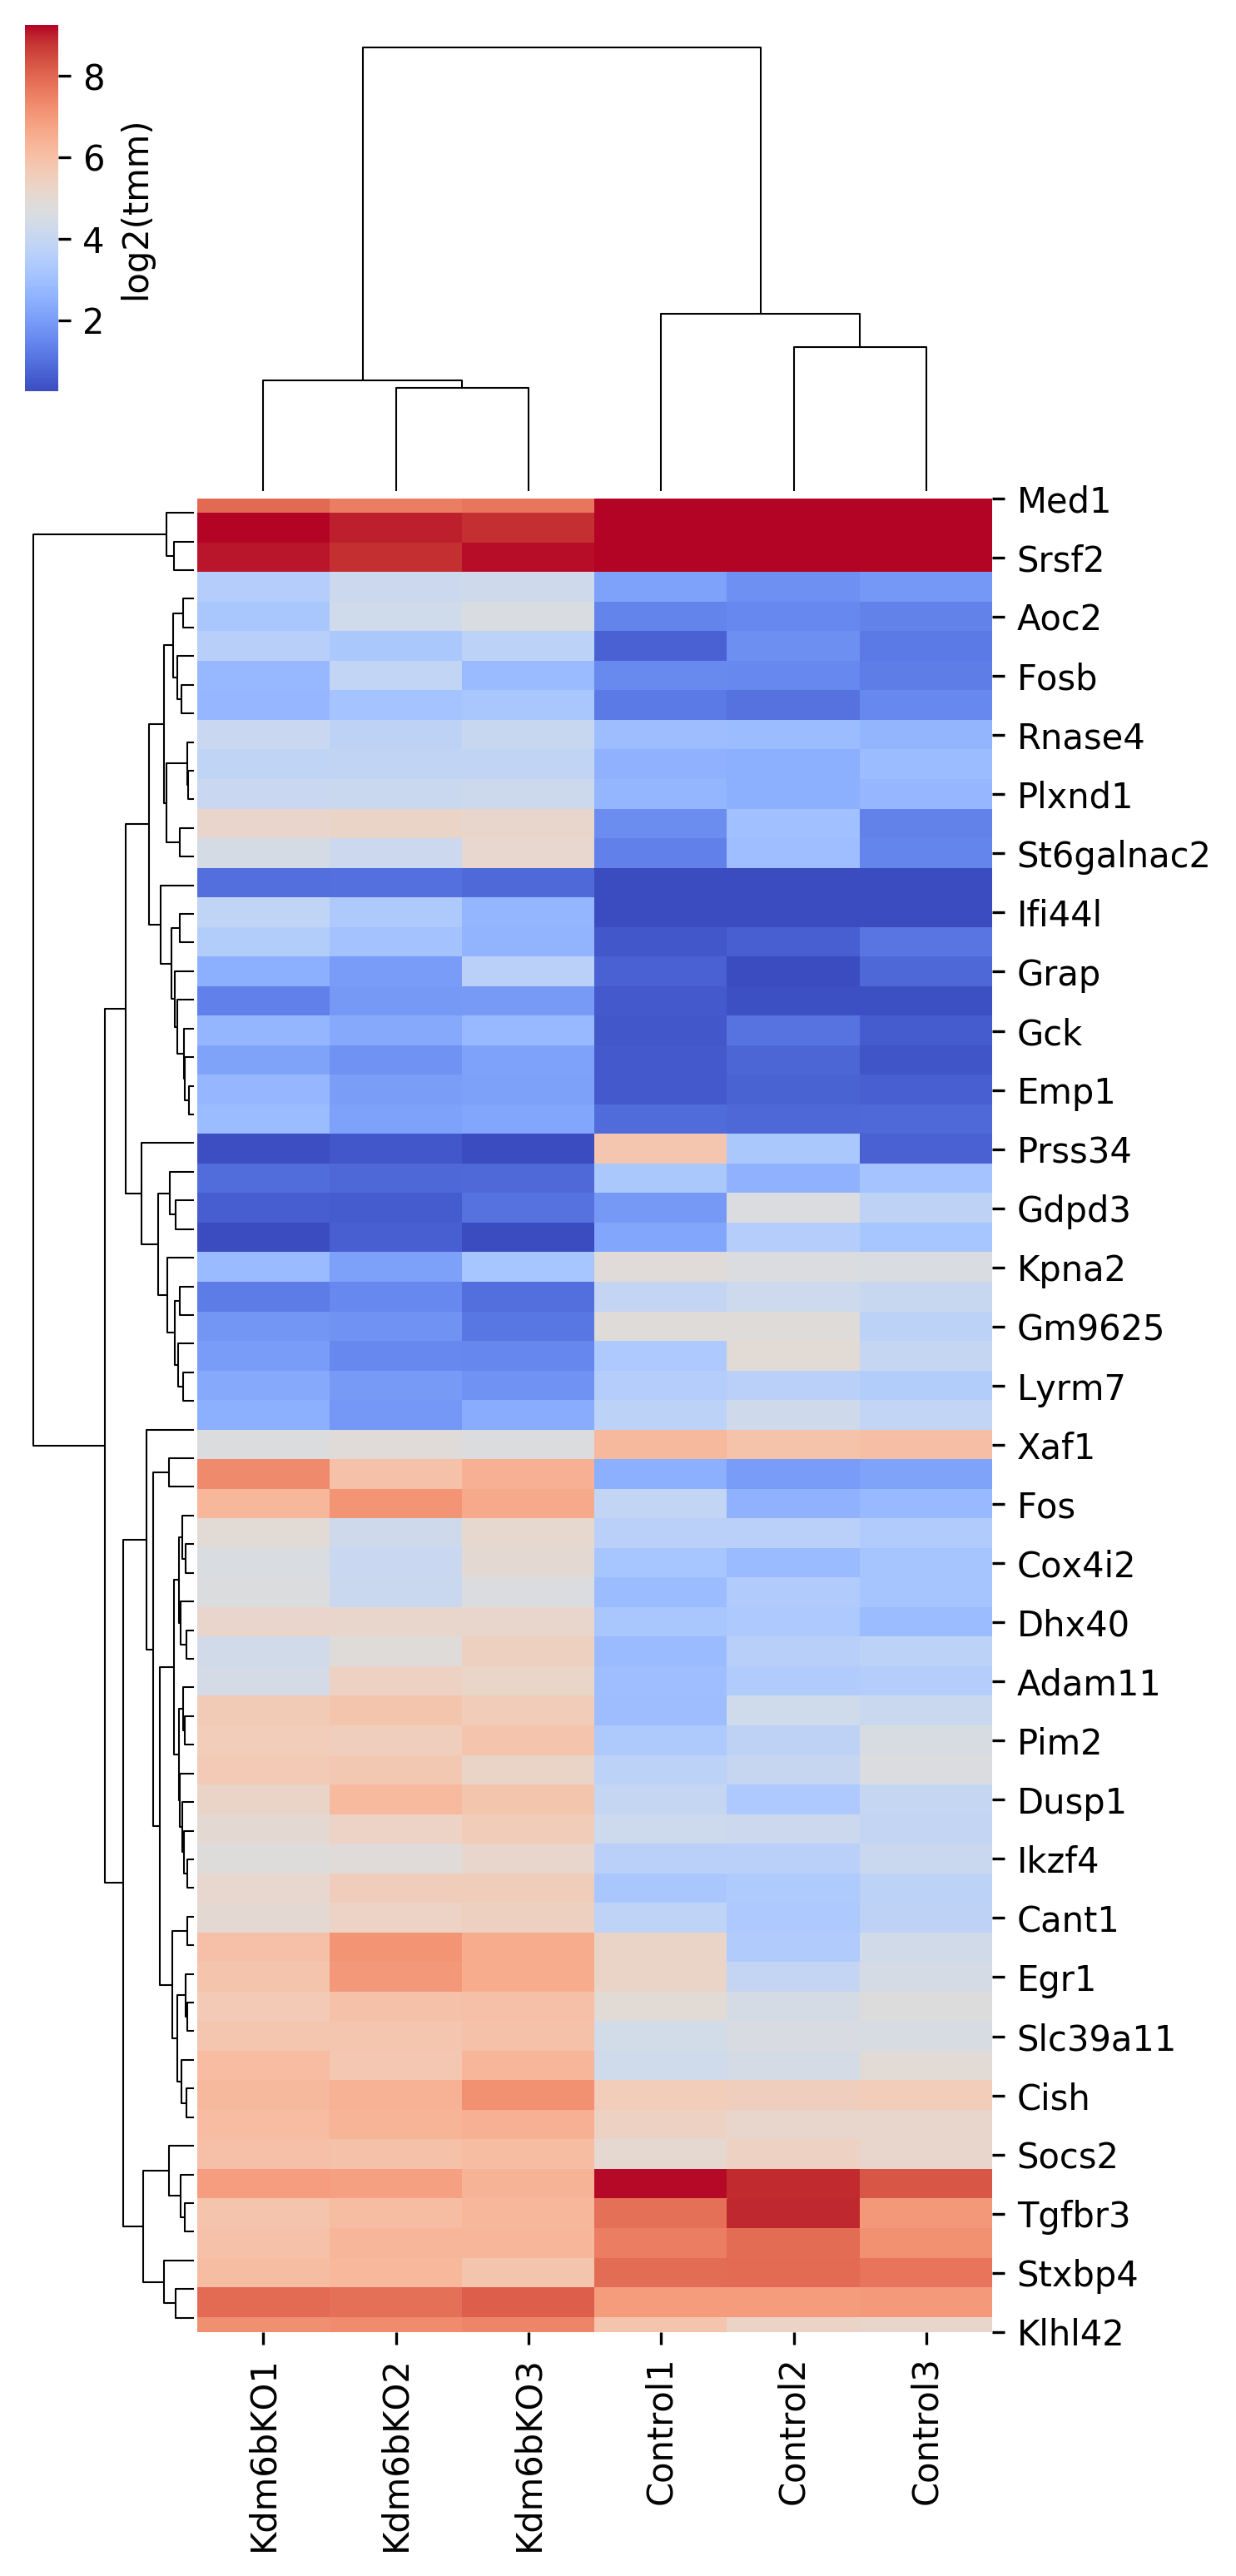 8
6
4
2
log2(tmm)
Med1
Srsf2
Aoc2
Fosb
Rnase4
Plxnd1
St6galnac2
Ifi44l
Grap
Gck
Emp1
Prss34
Gdpd3
Kpna2
Gm9625
Lyrm7
Xaf1
Fos
Cox4i2
Dhx40
Adam11
Pim2
Dusp1
Ikzf4
Cant1
Egr1
Slc39a11
Cish
Socs2
Tgfbr3
Stxbp4
Klhl42
Kdm6bKO1
Kdm6bKO2
Kdm6bKO3
Control1
Control2
Control3